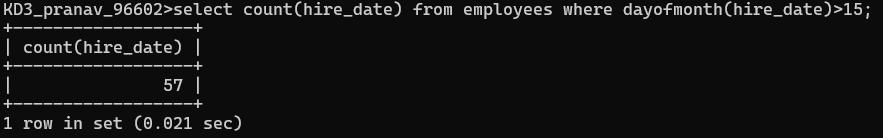 KD3_pranav_96602>select count(hire_date) from employees where dayofmonth(hire_date)>15;
+------------------+
| count(hire_date) |
+------------------+
|               57 |
+------------------+
1 row in set (0.021 sec)